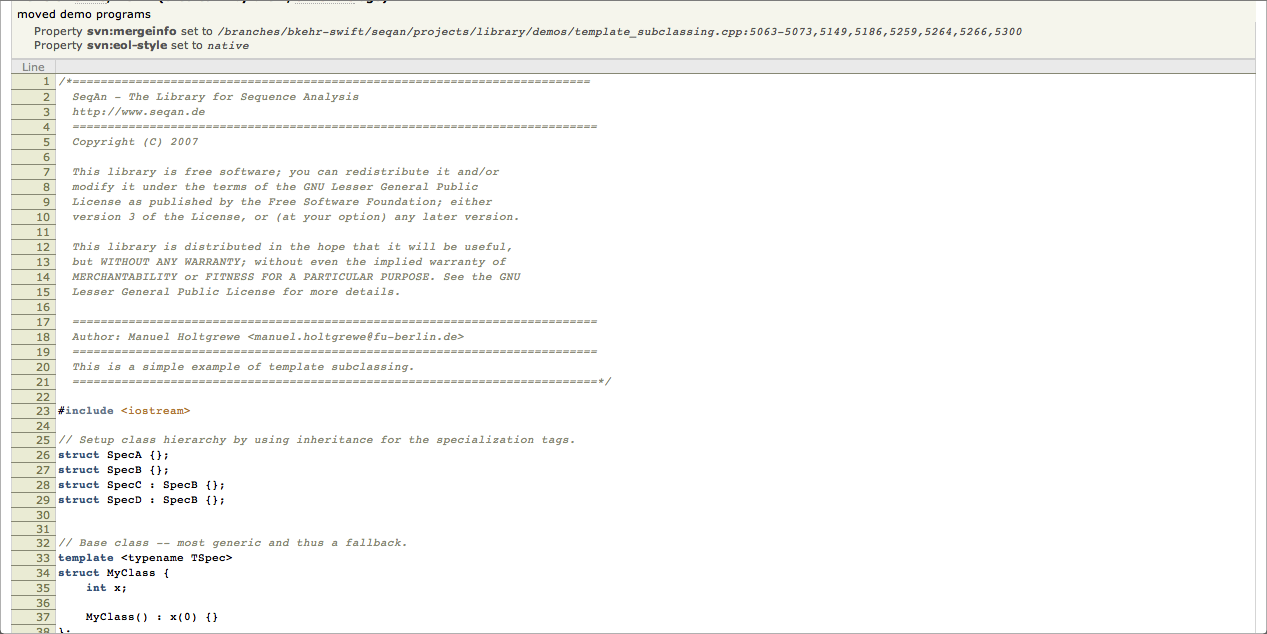 moved demo programs
Property svn:mergeinfo set to /branches/bkehr-swift/seqan/projects/library/demos/template_subclassing.cpp:5063-5073,5149,5186,5259,5264,5266,5300
Property svn:eol-style set to native
Line
1 /*==========================================================================
2 SeqAn - The Library for Sequence Analysis
3 http://www.seqan.de
4 ===========================================================================
5 Copyright (C) 2007
6
7 This library is free software; you can redistribute it and/or
8 modify it under the terms of the GNU Lesser General Public
9 License as published by the Free Software Foundation; either
10 version 3 of the License, or (at your option) any later version.
11
12 This library is distributed in the hope that it will be useful,
13 but WITHOUT ANY WARRANTY; without even the implied warranty of
14 MERCHANTABILITY or FITNESS FOR A PARTICULAR PURPOSE. See the GNU
15 Lesser General Public License for more details.
16
17 ===========================================================================
18 Author: Manuel Holtgrewe <manuel.holtgrewe@fu-berlin.de>
19 ===========================================================================
20 This is a simple example of template subclassing.
21 ===========================================================================*/
22
23 #include <iostream>
24
25 // Setup class hierarchy by using inheritance for the specialization tags.
26 struct SpecA {};
27 struct SpecB {};
28 struct SpecC : SpecB {};
29 struct SpecD : SpecB {};
30
31
32 // Base class -- most generic and thus a fallback.
33 template <typename TSpec>
34 struct MyClass {
35 int x;
36
37 MyClass() : x(0) {}
38 };